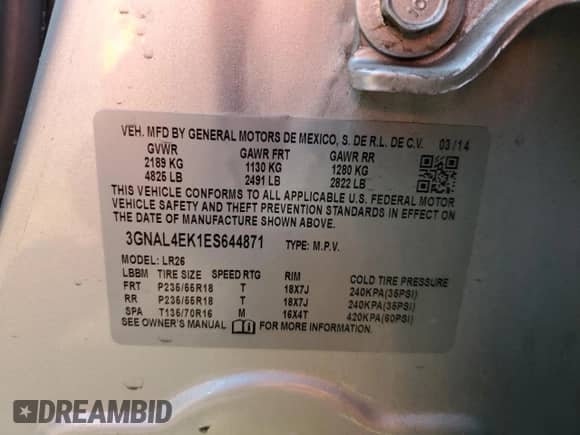 VEH. MFD BY GENERAL MOTORS DE MEXICO, S. DE R.L. DE C.V. 03/14
GVWR GAWR FRT GAWR RR
2189 KG 1130 KG 1280 KG
4825 LB 2491 LB 2822 LB
THIS VEHICLE CONFORMS TO ALL APPLICABLE U.S. FEDERAL MOTOR
VEHICLE SAFETY AND THEFT PREVENTION STANDARDS IN EFFECT ON
THE DATE OF MANUFACTURE SHOWN ABOVE.
3GNAL4EK1ES644871 TYPE: M.P.V.
MODEL: LR26
LBBM TIRE SIZE SPEED RTG RIM COLD TIRE PRESSURE
FRT P235/55R18 T 18X7J 240KPA(35PSI)
RR P235/55R18 T 18X7J 240KPA(35PSI)
SPA T135/70R16 M 16X4T 420KPA(60PSI)
SEE OWNER'S MANUAL FOR MORE INFORMATION
DREAMBID